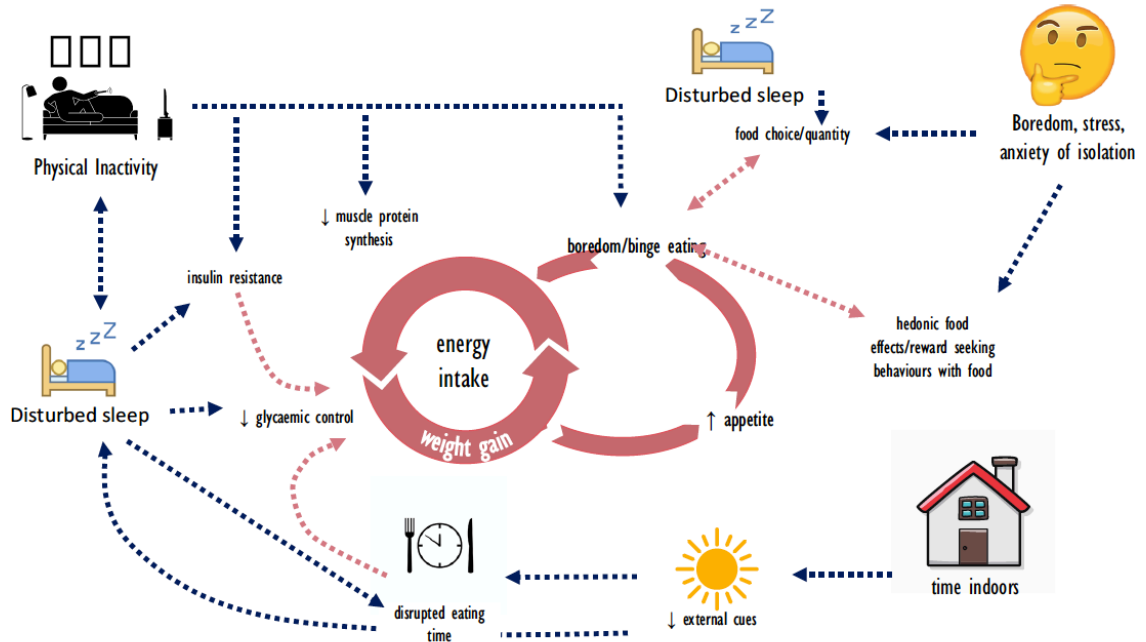 z z Z
Disturbed sleep
Physical Inactivity
food choice/quantity
Boredom, stress,
anxiety of isolation
↓ muscle protein
synthesis
boredom/binge eating
insulin resistance
z z Z
Disturbed sleep
energy
intake
hedonic food
effects/reward seeking
behaviours with food
↓ glycaemic control
weight gain
↑ appetite
disrupted eating
time
↓ external cues
time indoors